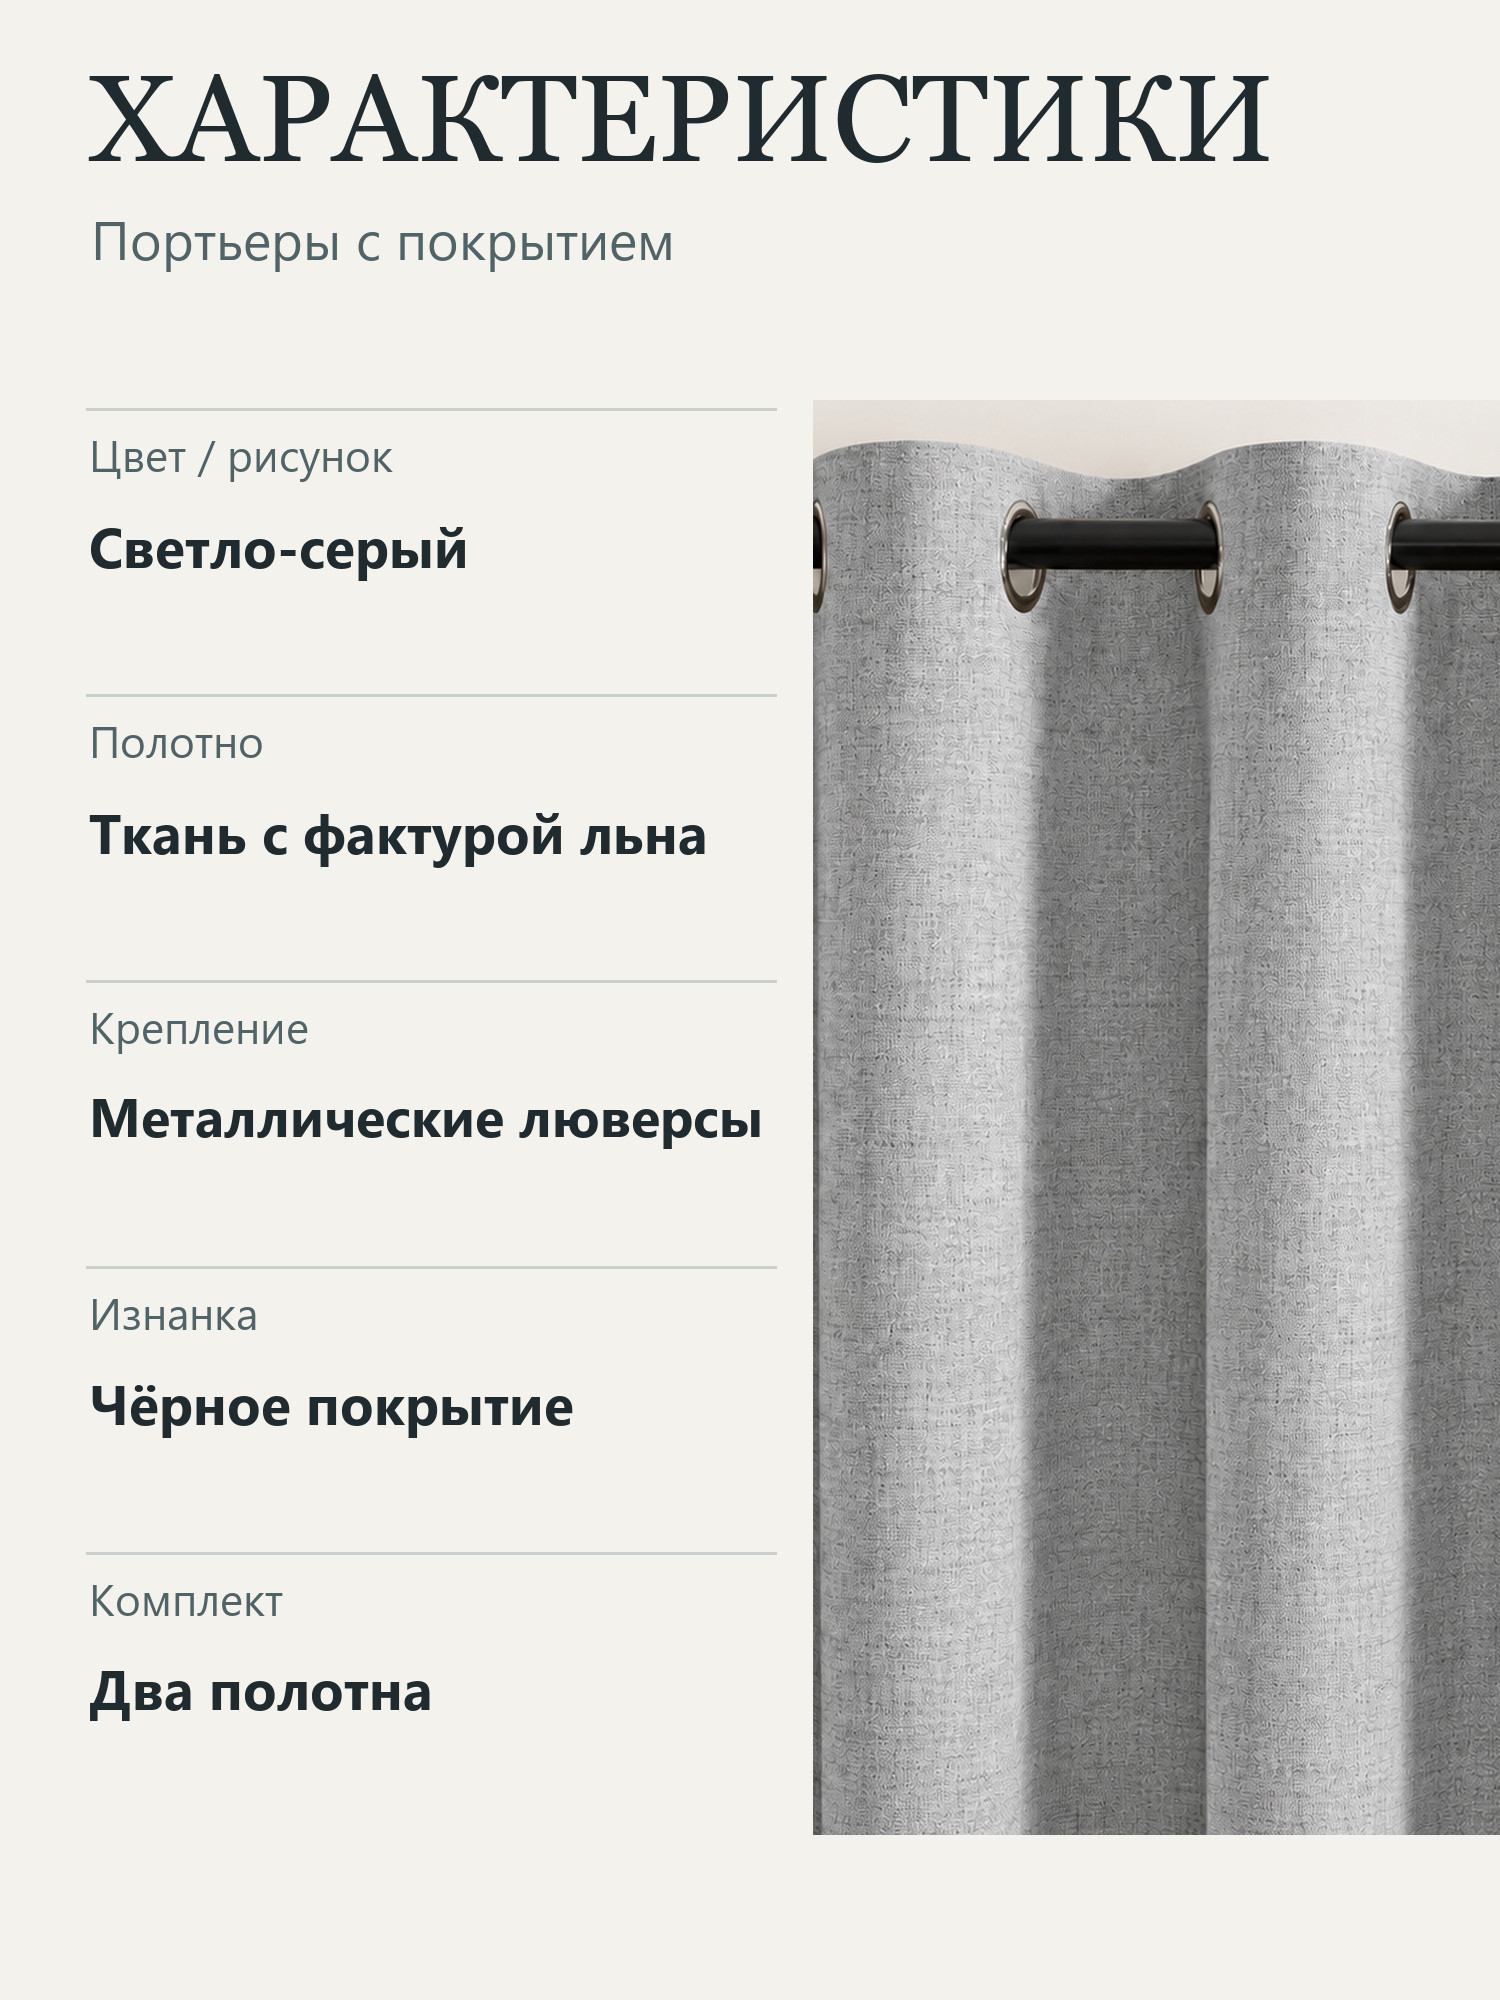 ХАРАКТЕРИСТИКИ
Портьеры с покрытием
Цвет / рисунок
Светло-серый
Полотно
Ткань с фактурой льна
Крепление
Металлические люверсы
Изнанка
Чёрное покрытие
Комплект
Два полотна